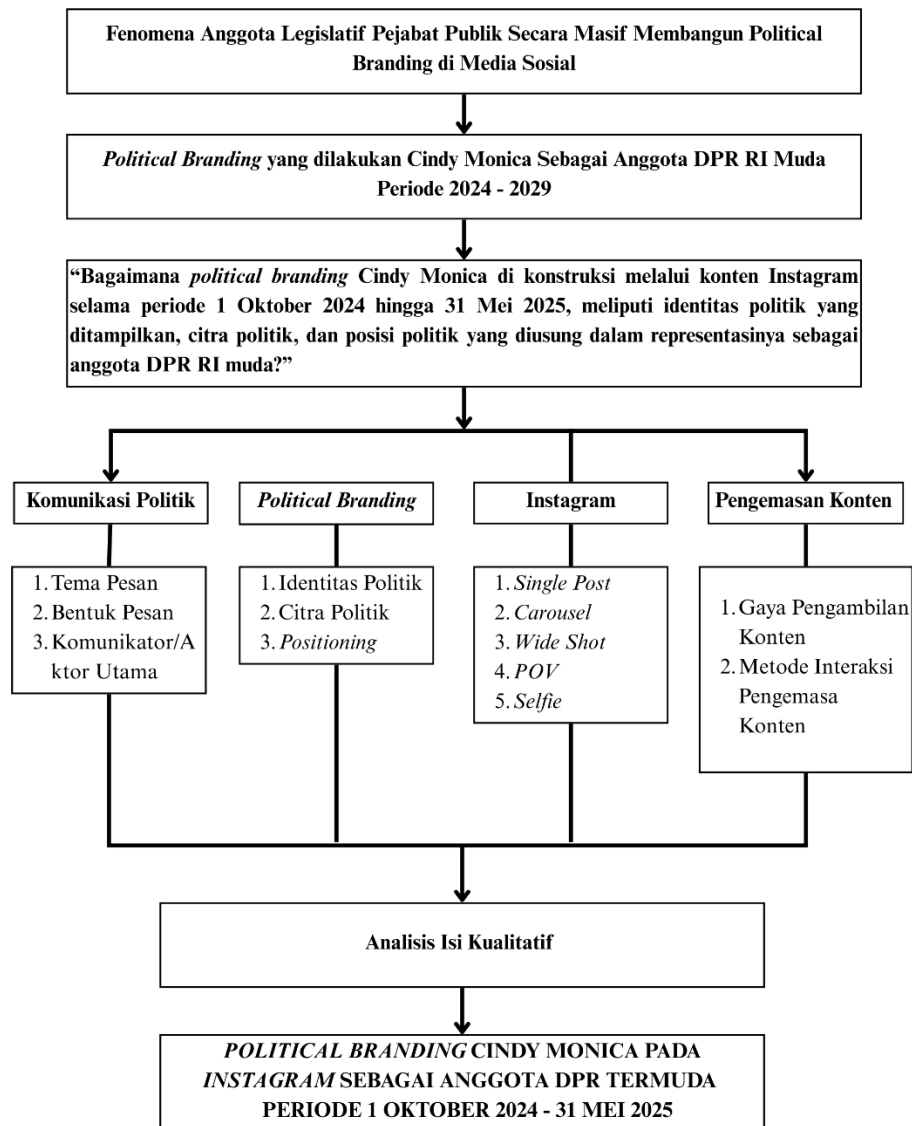 Fenomena Anggota Legislatif Pejabat Publik Secara Masif Membangun Political
Branding di Media Sosial
Political Branding yang dilakukan Cindy Monica Sebagai Anggota DPR RI Muda
Periode 2024 - 2029
“Bagaimana political branding Cindy Monica di konstruksi melalui konten Instagram
selama periode 1 Oktober 2024 hingga 31 Mei 2025, meliputi identitas politik yang
ditampilkan, citra politik, dan posisi politik yang diusung dalam representasinya sebagai
anggota DPR RI muda?”
Komunikasi Politik
1. Tema Pesan
2. Bentuk Pesan
3. Komunikator/A
ktor Utama
Political Branding
1. Identitas Politik
2. Citra Politik
3. Positioning
Instagram
1. Single Post
2. Carousel
3. Wide Shot
4. POV
5. Selfie
Pengemasan Konten
1. Gaya Pengambilan
Konten
2. Metode Interaksi
Pengemasa
Konten
Analisis Isi Kualitatif
POLITICAL BRANDING CINDY MONICA PADA
INSTAGRAM SEBAGAI ANGGOTA DPR TERMUDA
PERIODE 1 OKTOBER 2024 - 31 MEI 2025